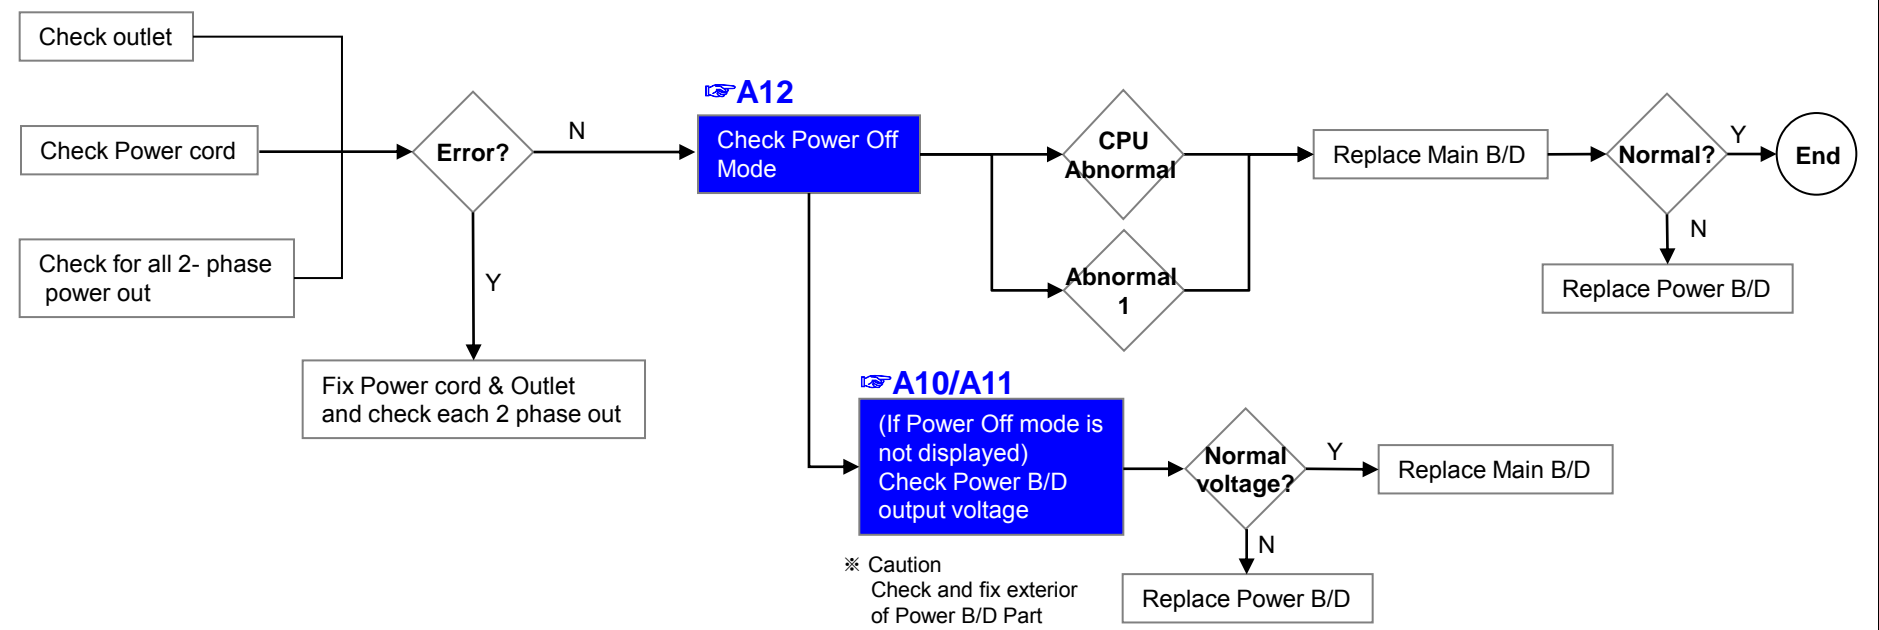 Check outlet
Check Power cord
Check for all 2- phase
power out
Error?
N
Y
Fix Power cord & Outlet
and check each 2 phase out
☞A12
Check Power Off
Mode
CPU
Abnormal
Abnormal
1
Replace Main B/D
Normal?
Y
End
N
Replace Power B/D
☞A10/A11
(If Power Off mode is
not displayed)
Check Power B/D
output voltage
※ Caution
Check and fix exterior
of Power B/D Part
Normal
voltage?
Y
Replace Main B/D
N
Replace Power B/D